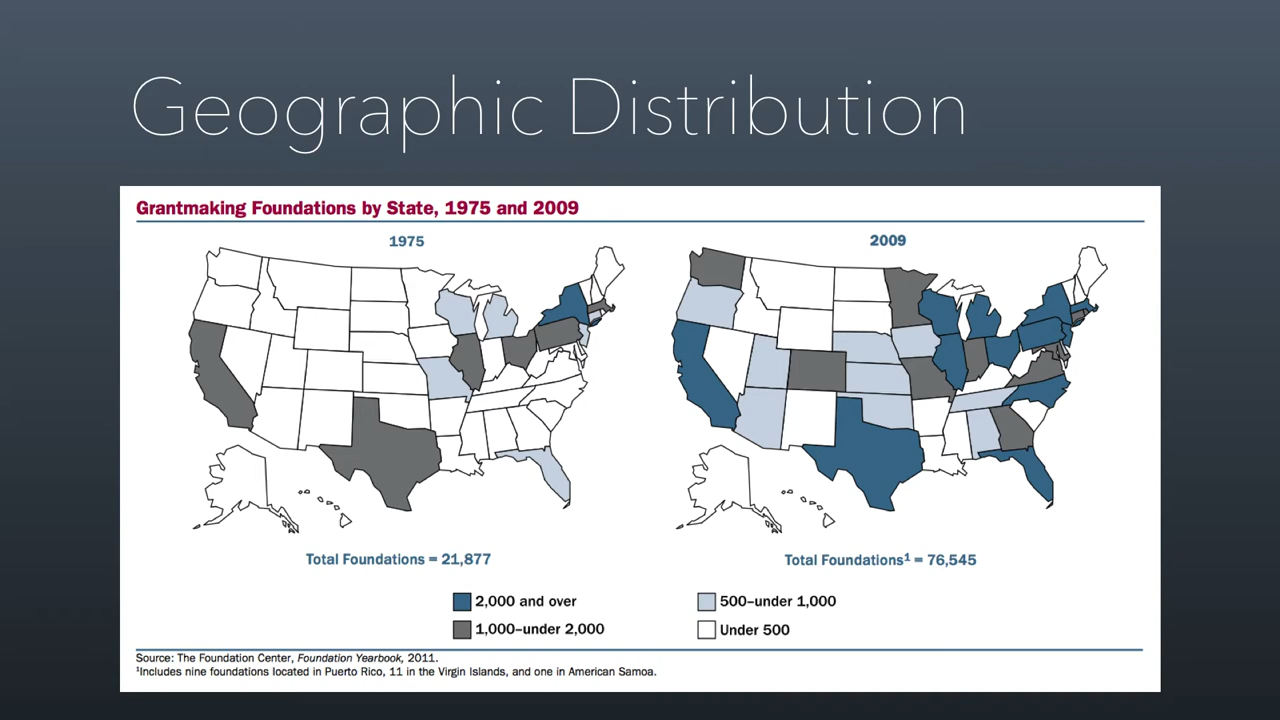 Geographic Distribution
Grantmaking Foundations by State, 1975 and 2009
1975
2009
Total Foundations = 21,877
Total Foundations¹ = 76,545
2,000 and over
500–under 1,000
1,000–under 2,000
Under 500
Source: The Foundation Center, Foundation Yearbook, 2011.
¹Includes nine foundations located in Puerto Rico, 11 in the Virgin Islands, and one in American Samoa.